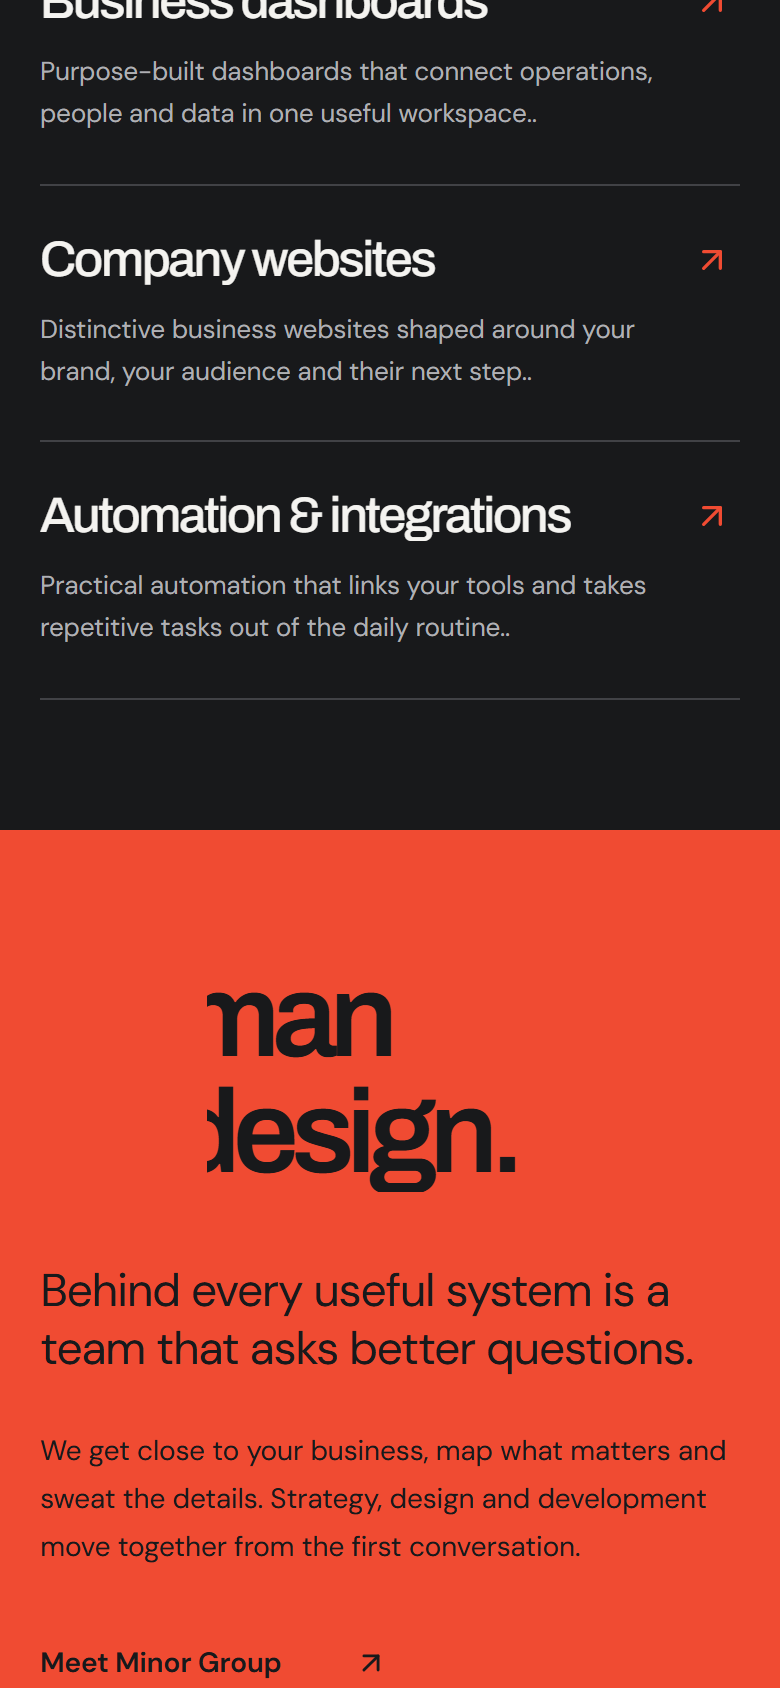 Business dashboards
Purpose-built dashboards that connect operations,
people and data in one useful workspace..
Company websites
Distinctive business websites shaped around your
brand, your audience and their next step..
Automation & integrations
Practical automation that links your tools and takes
repetitive tasks out of the daily routine..
man
design.
Behind every useful system is a
team that asks better questions.
We get close to your business, map what matters and
sweat the details. Strategy, design and development
move together from the first conversation.
Meet Minor Group